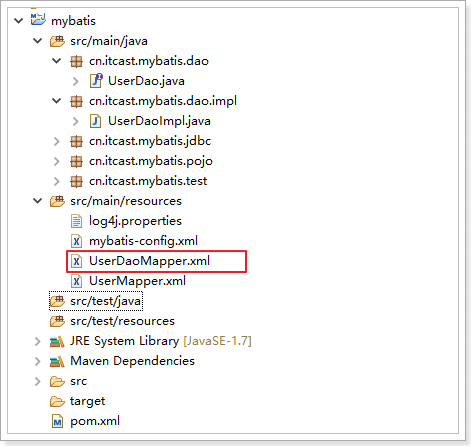 mybatis
src/main/java
cn.itcast.mybatis.dao
UserDao.java
cn.itcast.mybatis.dao.impl
UserDaoImpl.java
cn.itcast.mybatis.jdbc
cn.itcast.mybatis.pojo
cn.itcast.mybatis.test
src/main/resources
log4j.properties
mybatis-config.xml
UserDaoMapper.xml
UserMapper.xml
src/test/java
src/test/resources
JRE System Library [JavaSE-1.7]
Maven Dependencies
src
target
pom.xml